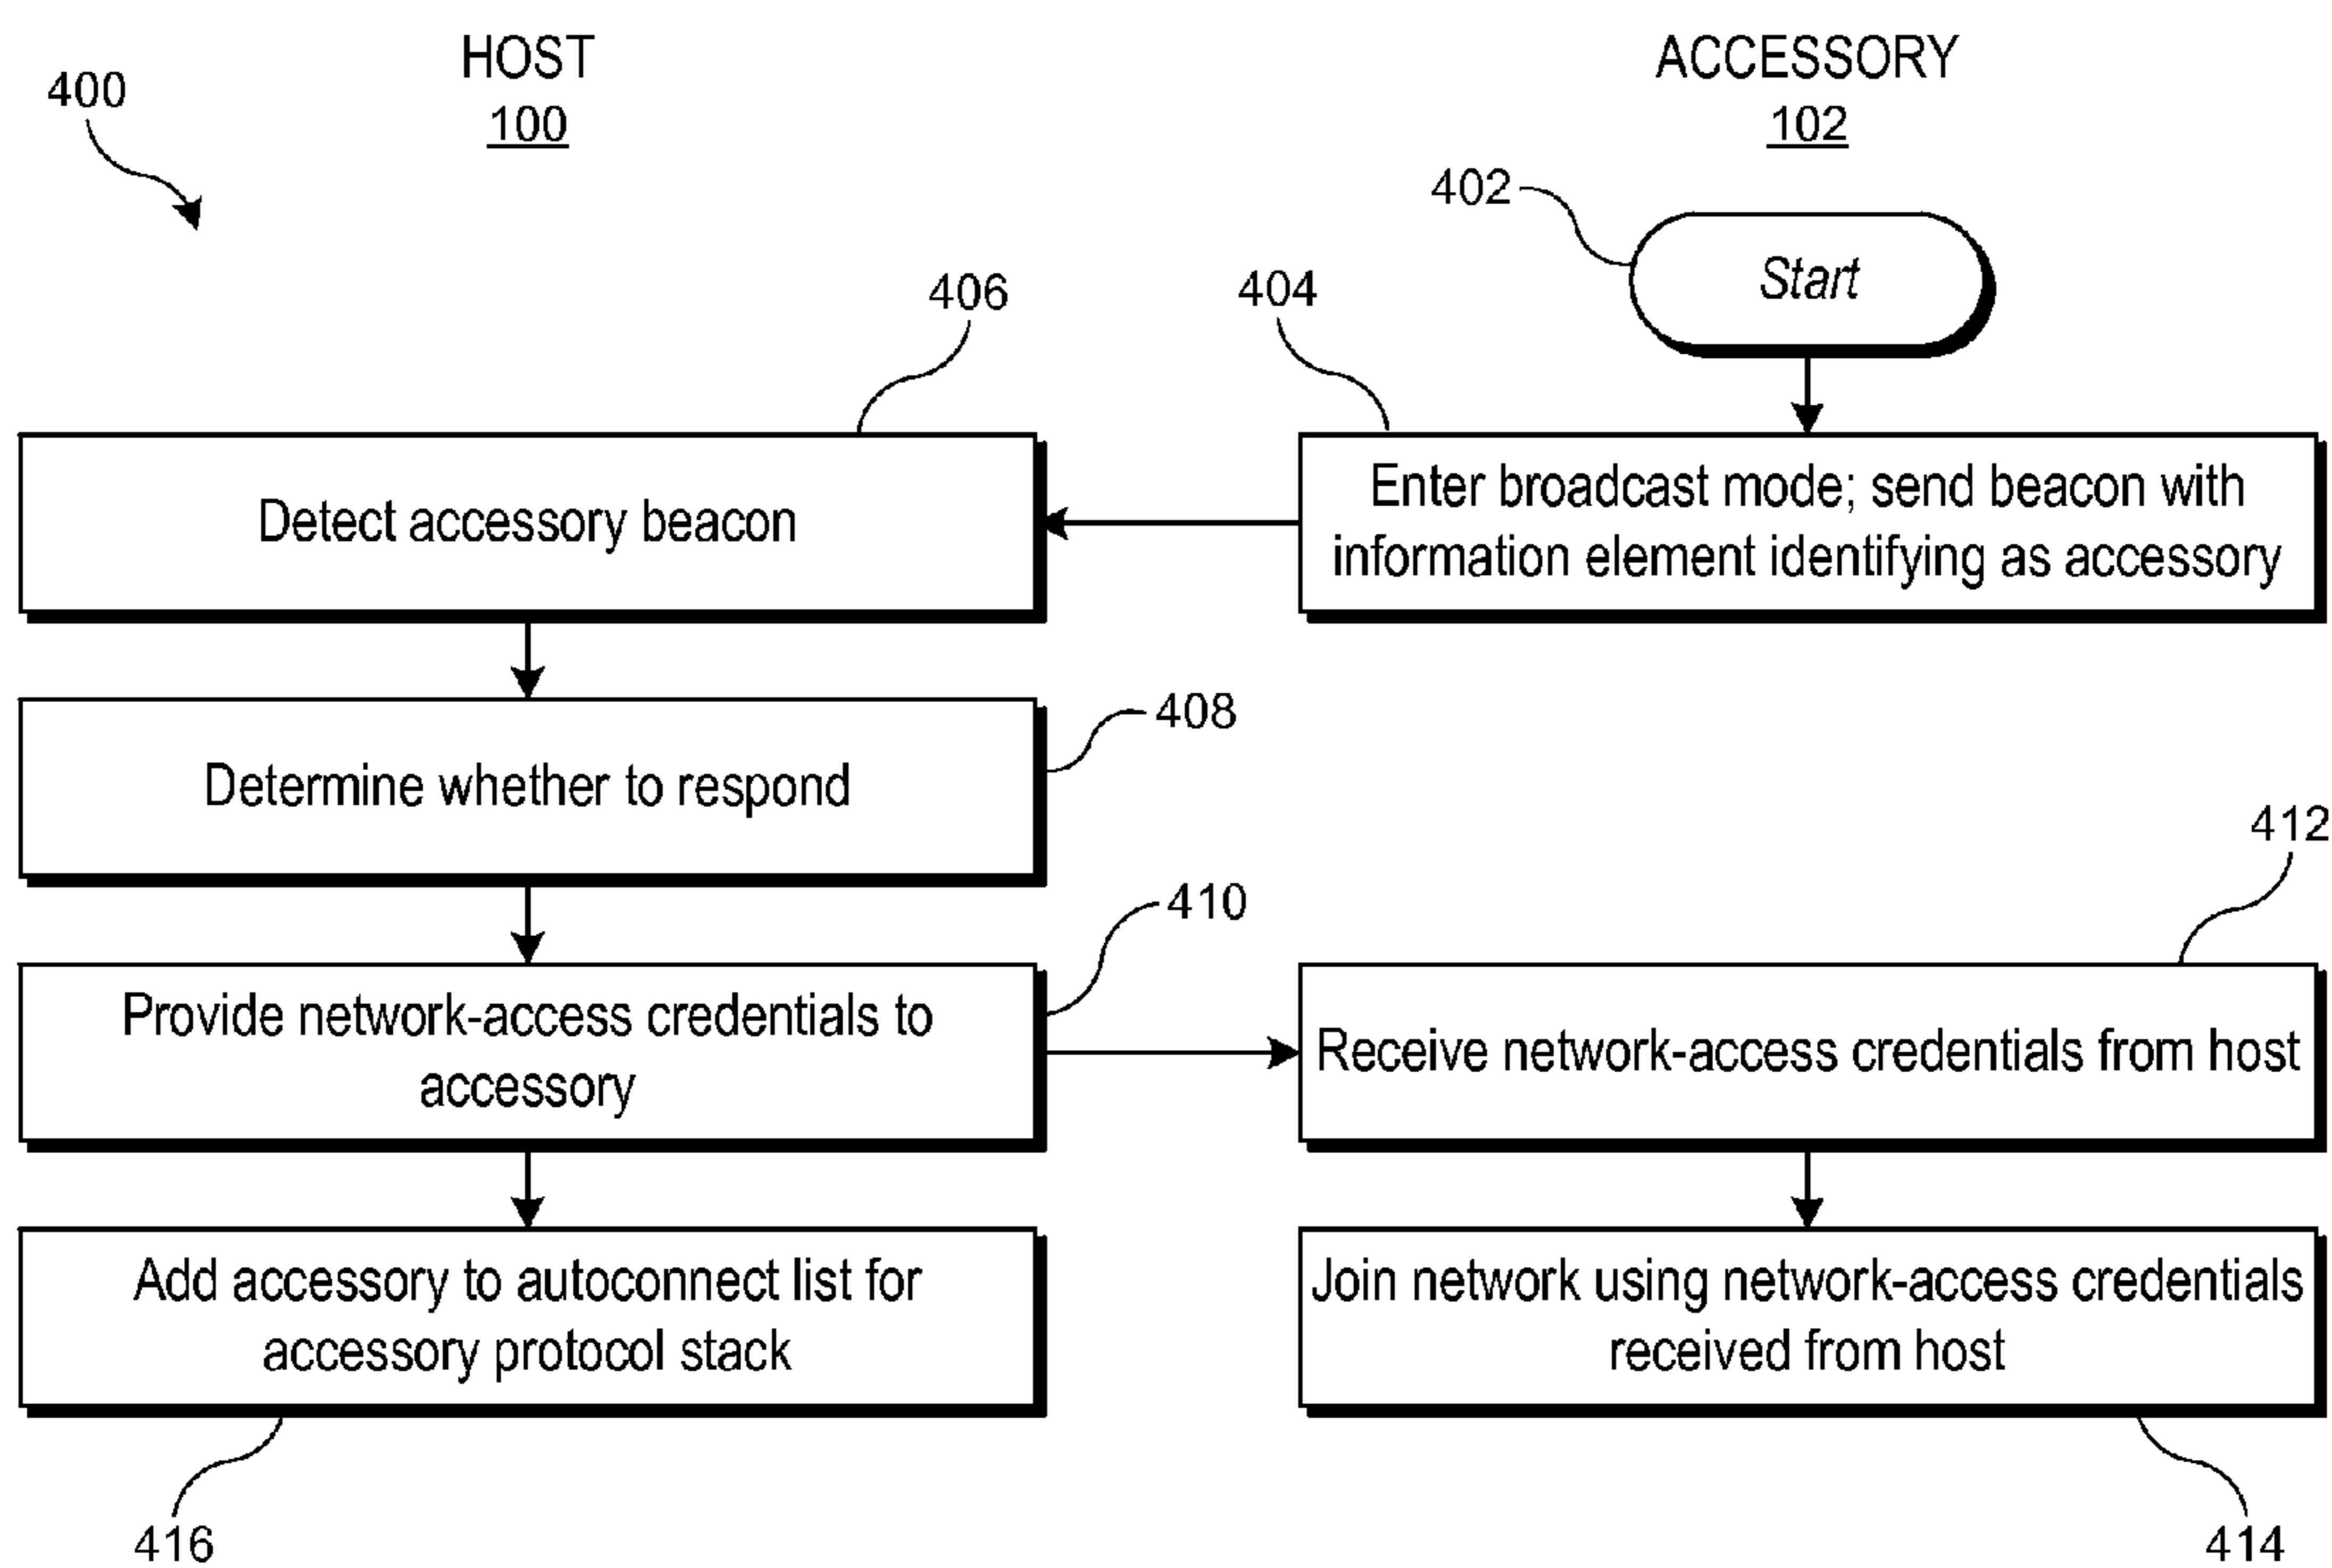 HOST
100
ACCESSORY
102
400
402
Start
406
404
Detect accessory beacon
Enter broadcast mode; send beacon with
information element identifying as accessory
408
Determine whether to respond
412
410
Provide network-access credentials to
accessory
Receive network-access credentials from host
Add accessory to autoconnect list for
accessory protocol stack
Join network using network-access credentials
received from host
416
414